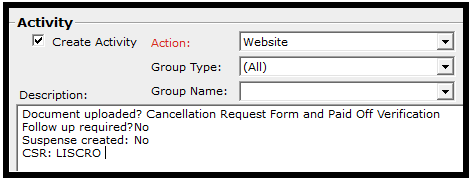 Activity
Create Activity Action: Website
Group Type: (All)
Group Name:
Description:
Document uploaded? Cancellation Request Form and Paid Off Verification
Follow up required?No
Suspense created: No
CSR: LISCRO